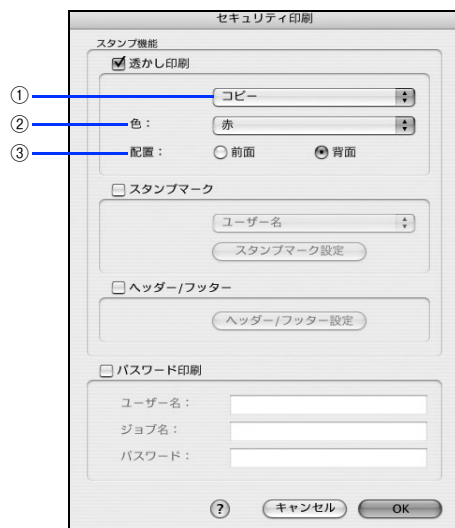 セキュリティ印刷
スタンプ機能
透かし印刷
① コピー
② 色： 赤
③ 配置： 前面 背面
スタンプマーク
ユーザー名
スタンプマーク設定
ヘッダー/フッター
ヘッダー/フッター設定
パスワード印刷
ユーザー名：
ジョブ名：
パスワード：
? キャンセル OK